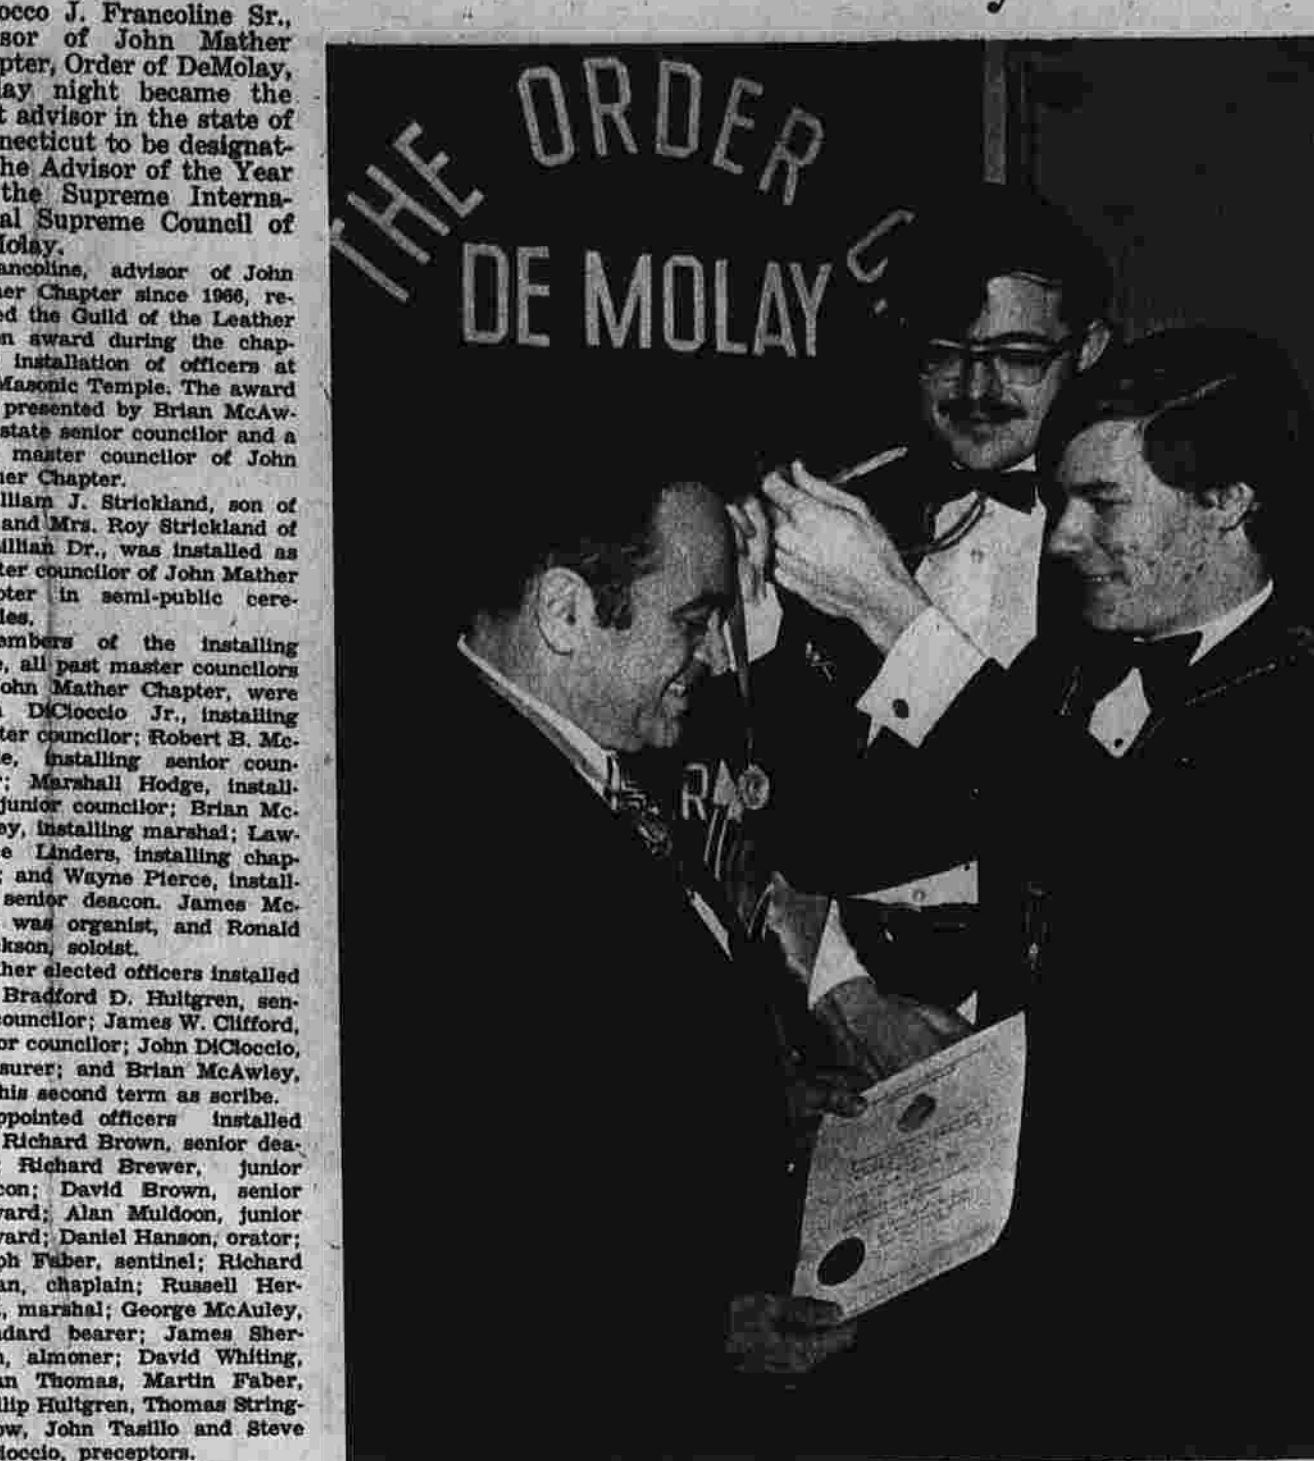 occo J. Francoline Sr.,
sor of John Mather
pter, Order of DeMolay,
lay night became the
t advisor in the state of
necticut to be designat-
he Advisor of the Year
the Supreme Interna-
al Supreme Council of
Molay.
ancoline, advisor of John
her Chapter since 1966, re-
ed the Guild of the Leather
n award during the chap-
installation of officers at
Masonic Temple. The award
presented by Brian McAw-
state senior councilor and a
master councilor of John
her Chapter.
lliam J. Strickland, son of
and Mrs. Roy Strickland of
illian Dr., was installed as
ter councilor of John Mather
pter in semi-public cere-
ies.
embers of the installing
e, all past master councilors
ohn Mather Chapter, were
n DiCioccio Jr., installing
ter councilor; Robert B. Mc-
e, installing senior coun-
r; Marshall Hodge, install-
junior councilor; Brian Mc-
ey, installing marshal; Law-
e Linders, installing chap-
; and Wayne Pierce, install-
senior deacon. James Mc-
was organist, and Ronald
kson, soloist.
her elected officers installed
Bradford D. Hultgren, sen-
councilor; James W. Clifford,
or councilor; John DiCioccio,
surer; and Brian McAwley,
his second term as scribe.
ppointed officers installed
Richard Brown, senior dea-
; Richard Brewer, junior
con; David Brown, senior
ward; Alan Muldoon, junior
ward; Daniel Hanson, orator;
ph Faber, sentinel; Richard
an, chaplain; Russell Her-
, marshal; George McAuley,
ndard bearer; James Sher-
n, almoner; David Whiting,
an Thomas, Martin Faber,
llip Hultgren, Thomas String-
ow, John Tasillo and Steve
ioccio, preceptors.
THE ORDER
DE MOLAY